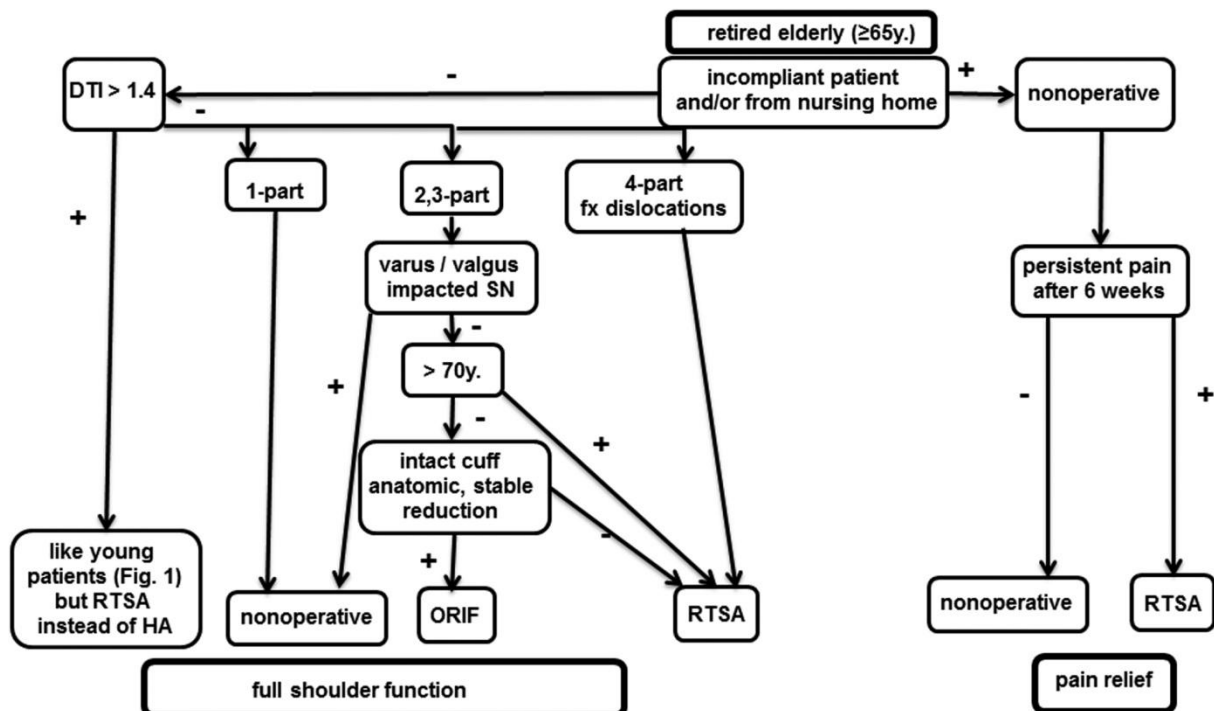 retired elderly (≥65y.)
incompliant patient
and/or from nursing home
-
+
DTI > 1.4
nonoperative
-
+
1-part
2,3-part
4-part
fx dislocations
varus / valgus
impacted SN
persistent pain
after 6 weeks
-
+
> 70y.
-
+
-
+
intact cuff
anatomic, stable
reduction
-
+
like young
patients (Fig. 1)
but RTSA
instead of HA
nonoperative
ORIF
RTSA
nonoperative
RTSA
full shoulder function
pain relief